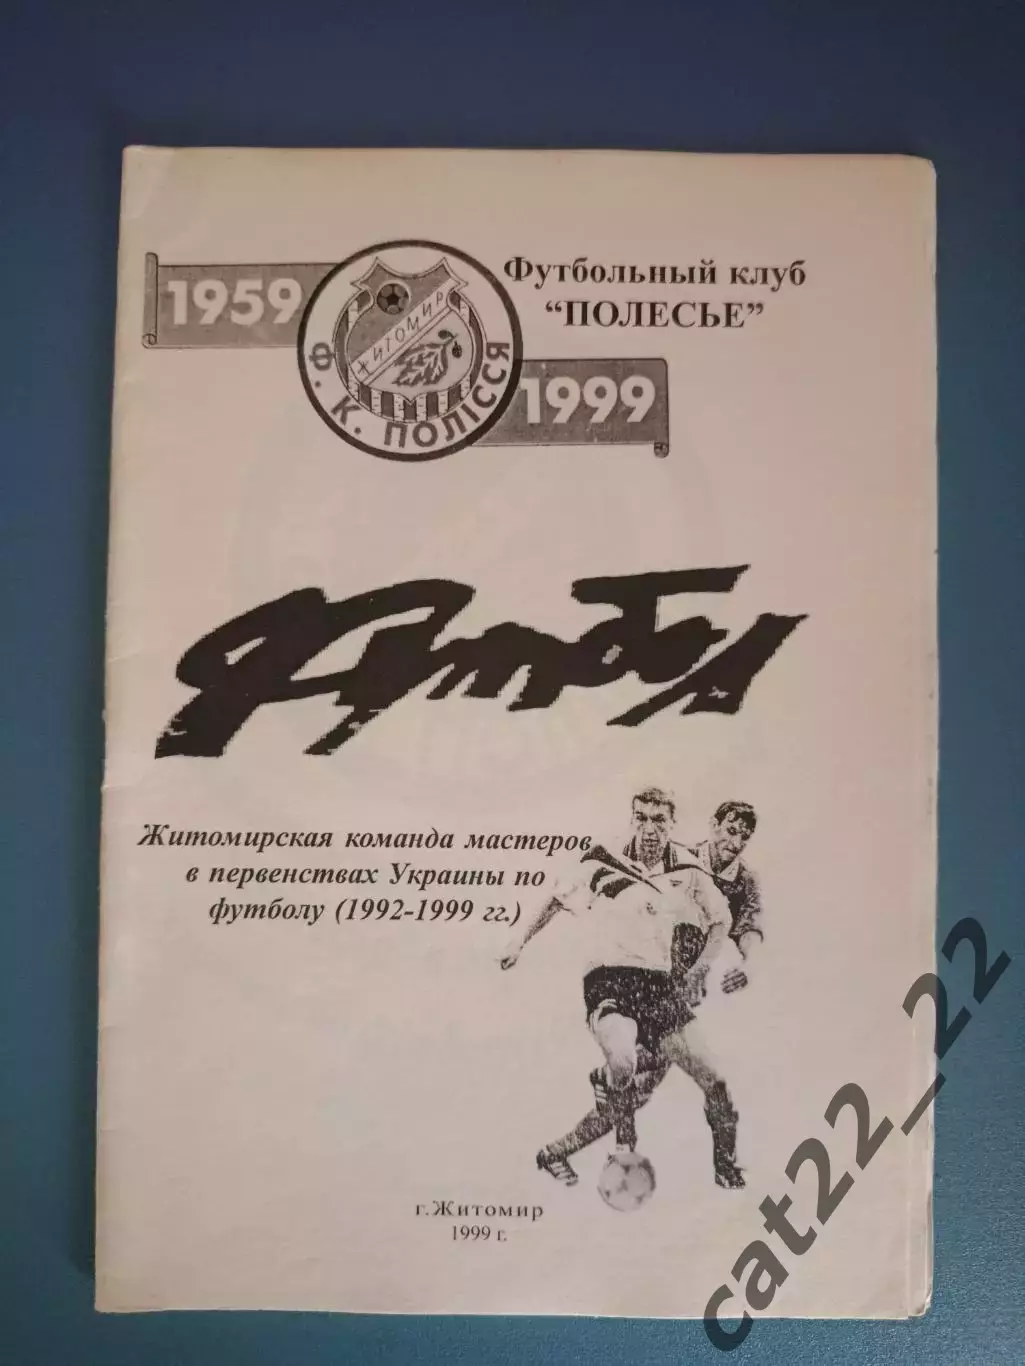 1959
Футбольный клуб
“ПОЛЕСЬЕ”
ЖИТОМИР
Ф. К. ПОЛІССЯ
1999
Футбол
Житомирская команда мастеров
в первенствах Украины по
футболу (1992-1999 гг.)
г.Житомир
1999 г.
cat22_22